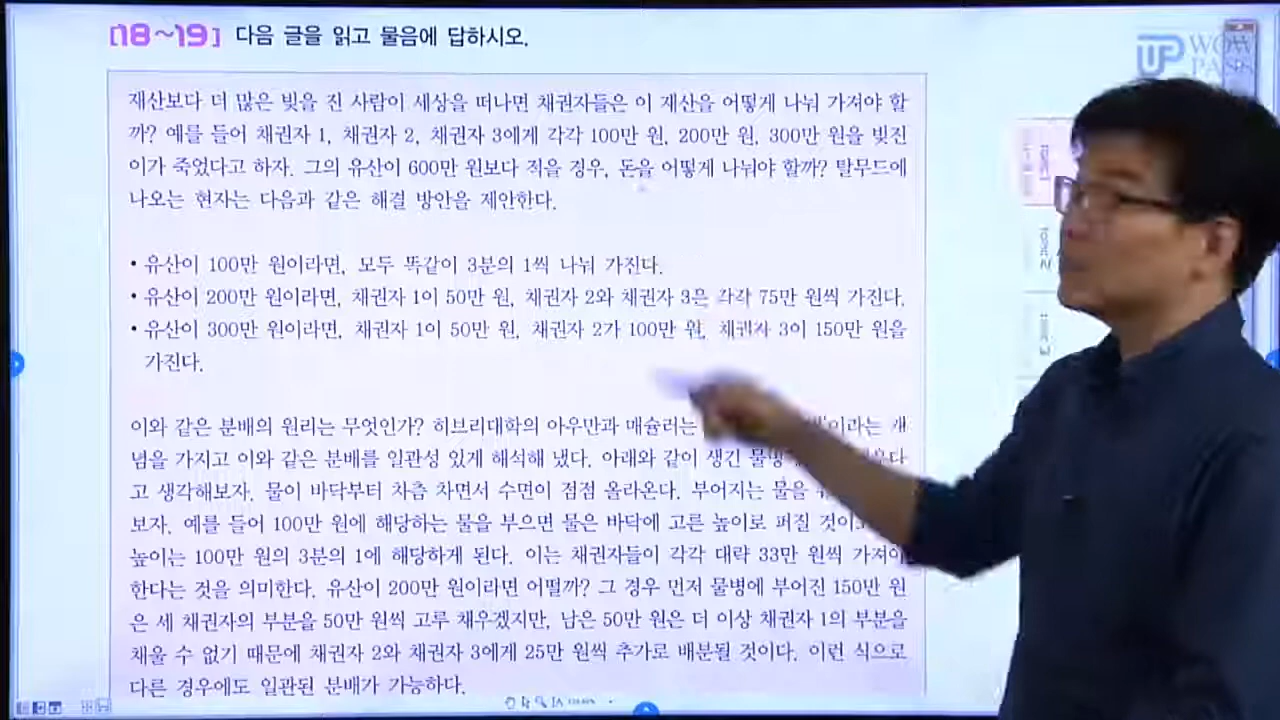 [18~19] 다음 글을 읽고 물음에 답하시오.
UP WOW
PASS
재산보다 더 많은 빚을 진 사람이 세상을 떠나면 채권자들은 이 재산을 어떻게 나눠 가져야 할
까? 예를 들어 채권자 1, 채권자 2, 채권자 3에게 각각 100만 원, 200만 원, 300만 원을 빚진
이가 죽었다고 하자. 그의 유산이 600만 원보다 적을 경우, 돈을 어떻게 나눠야 할까? 탈무드에
나오는 현자는 다음과 같은 해결 방안을 제안한다.
• 유산이 100만 원이라면, 모두 똑같이 3분의 1씩 나눠 가진다.
• 유산이 200만 원이라면, 채권자 1이 50만 원, 채권자 2와 채권자 3은 각각 75만 원씩 가진다.
• 유산이 300만 원이라면, 채권자 1이 50만 원, 채권자 2가 100만 원, 채권자 3이 150만 원을
가진다.
이와 같은 분배의 원리는 무엇인가? 히브리대학의 아우만과 매슐러는 이라는 개
념을 가지고 이와 같은 분배를 일관성 있게 해석해 냈다. 아래와 같이 생긴
고 생각해보자. 물이 바닥부터 차츰 차면서 수면이 점점 올라온다. 부어지는 물을
보자. 예를 들어 100만 원에 해당하는 물을 부으면 물은 바닥에 고른 높이로 퍼질
높이는 100만 원의 3분의 1에 해당하게 된다. 이는 채권자들이 각각 대략 33만 원씩 가져야
한다는 것을 의미한다. 유산이 200만 원이라면 어떨까? 그 경우 먼저 물병에 부어진 150만 원
은 세 채권자의 부분을 50만 원씩 고루 채우겠지만, 남은 50만 원은 더 이상 채권자 1의 부분을
채울 수 없기 때문에 채권자 2와 채권자 3에게 25만 원씩 추가로 배분될 것이다. 이런 식으로
다른 경우에도 일관된 분배가 가능하다.